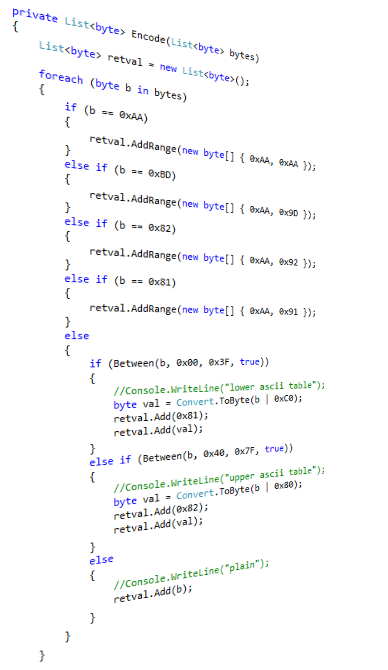 private List<byte> Encode(List<byte> bytes)
{
List<byte> retval = new List<byte>();
foreach (byte b in bytes)
{
if (b == 0xAA)
{
retval.AddRange(new byte[] { 0xAA, 0xAA });
}
else if (b == 0xBD)
{
retval.AddRange(new byte[] { 0xAA, 0x9D });
}
else if (b == 0x82)
{
retval.AddRange(new byte[] { 0xAA, 0x92 });
}
else if (b == 0x81)
{
retval.AddRange(new byte[] { 0xAA, 0x91 });
}
else
{
if (Between(b, 0x00, 0x3F, true))
{
//Console.WriteLine("lower ascii table");
byte val = Convert.ToByte(b | 0xC0);
retval.Add(0x81);
retval.Add(val);
}
else if (Between(b, 0x40, 0x7F, true))
{
//Console.WriteLine("upper ascii table");
byte val = Convert.ToByte(b | 0x80);
retval.Add(0x82);
retval.Add(val);
}
else
{
//Console.WriteLine("plain");
retval.Add(b);
}
}
}